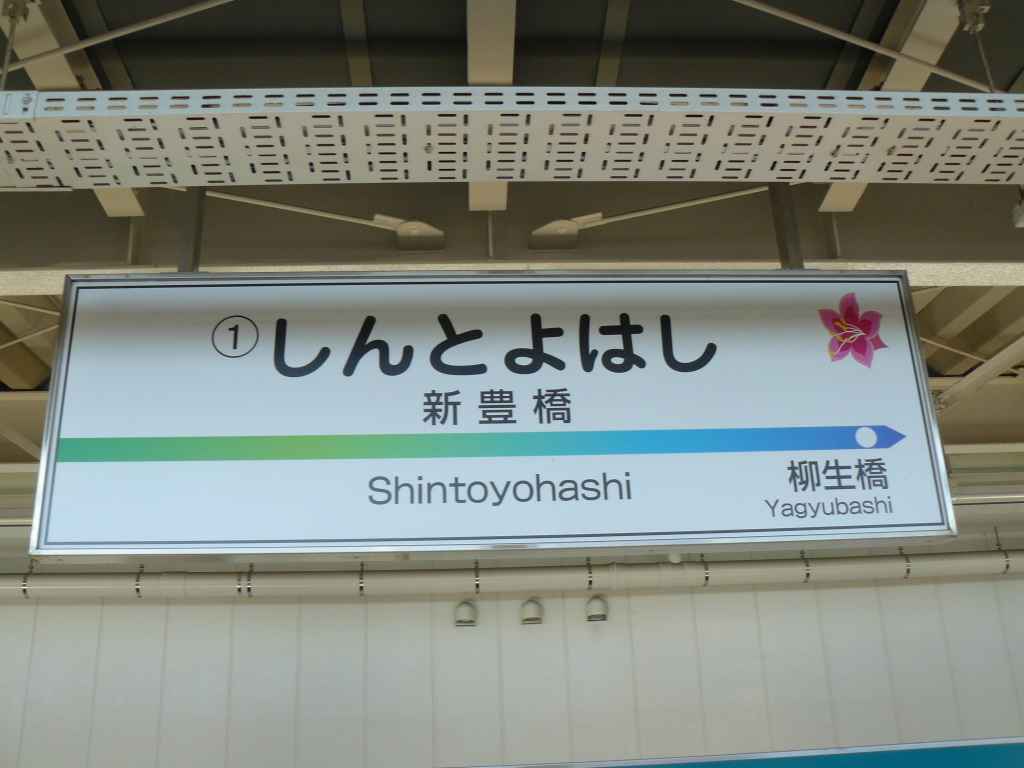 ① しんとよはし
新豊橋
Shintoyohashi
柳生橋
Yagyubashi